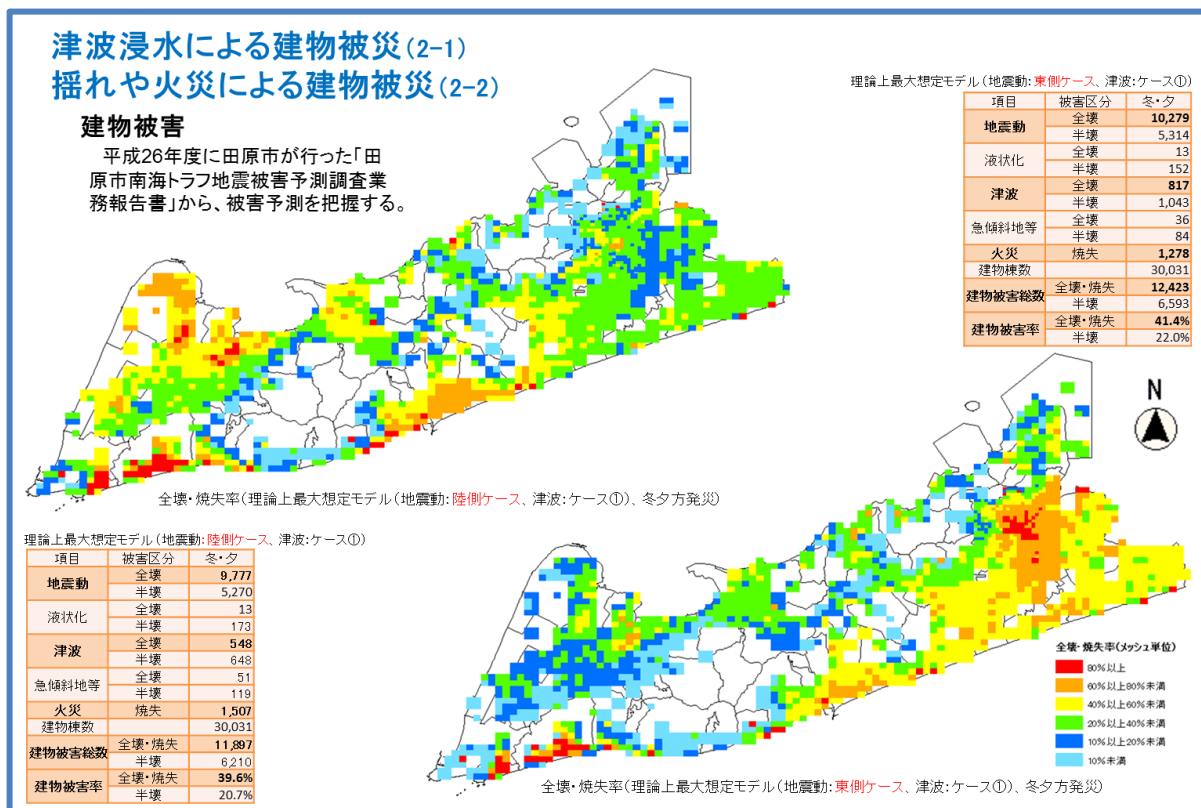 津波浸水による建物被災(2-1)
揺れや火災による建物被災(2-2)
建物被害
平成26年度に田原市が行った「田
原市南海トラフ地震被害予測調査業
務報告書」から、被害予測を把握する。
理論上最大想定モデル(地震動:東側ケース、津波:ケース①)
項目 被害区分 冬・夕
地震動 全壊 10,279
半壊 5,314
液状化 全壊 13
半壊 152
津波 全壊 817
半壊 1,043
急傾斜地等 全壊 36
半壊 84
火災 焼失 1,278
建物棟数 30,031
建物被害総数 全壊・焼失 12,423
半壊 6,593
建物被害率 全壊・焼失 41.4%
半壊 22.0%
N
全壊・焼失率(理論上最大想定モデル(地震動:陸側ケース、津波:ケース①)、冬夕方発災)
理論上最大想定モデル(地震動:陸側ケース、津波:ケース①)
項目 被害区分 冬・夕
地震動 全壊 9,777
半壊 5,270
液状化 全壊 13
半壊 173
津波 全壊 548
半壊 648
急傾斜地等 全壊 51
半壊 119
火災 焼失 1,507
建物棟数 30,031
建物被害総数 全壊・焼失 11,897
半壊 6,210
建物被害率 全壊・焼失 39.6%
半壊 20.7%
全壊・焼失率(メッシュ単位)
80%以上
60%以上80%未満
40%以上60%未満
20%以上40%未満
10%以上20%未満
10%未満
全壊・焼失率(理論上最大想定モデル(地震動:東側ケース、津波:ケース①)、冬夕方発災)